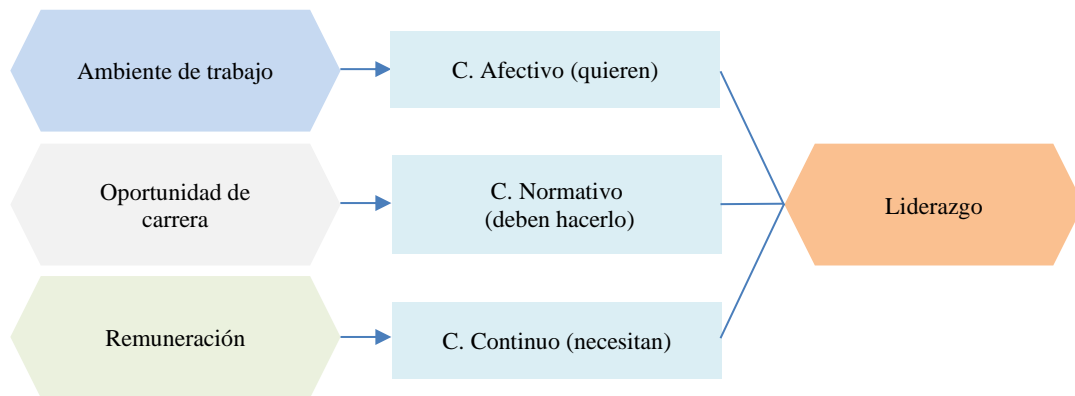 Ambiente de trabajo
C. Afectivo (quieren)
Oportunidad de
carrera
C. Normativo
(deben hacerlo)
Liderazgo
Remuneración
C. Continuo (necesitan)